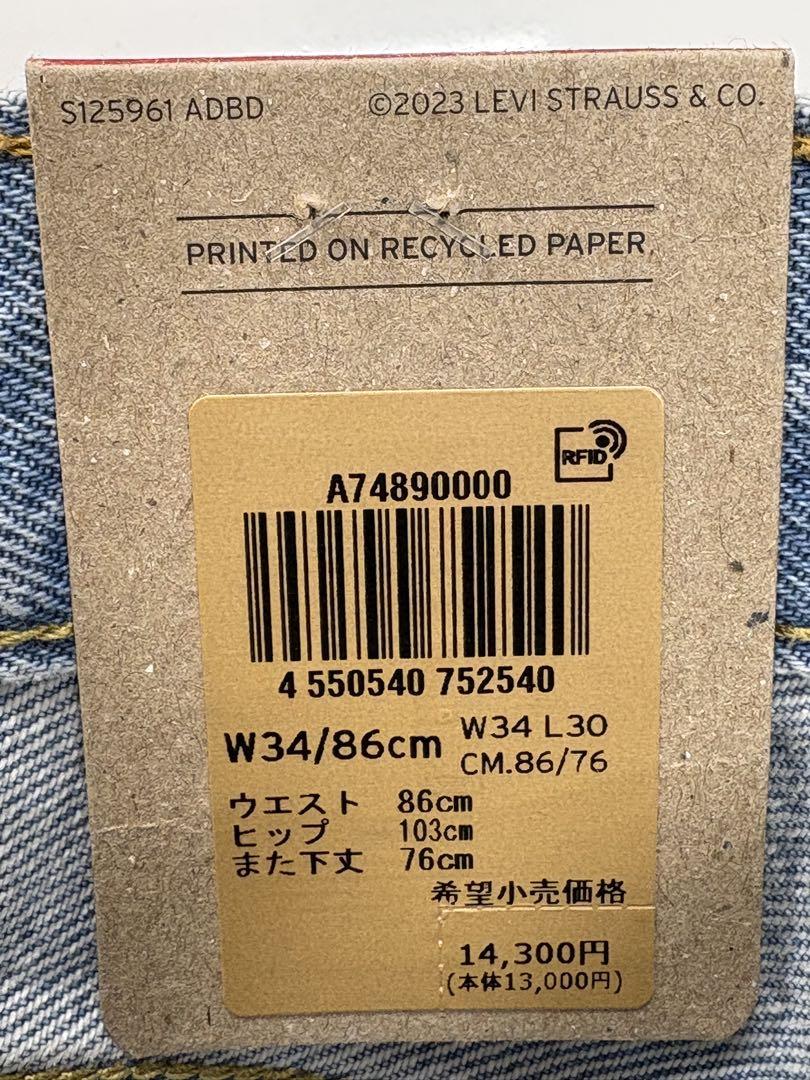 S125961 ADBD ©2023 LEVI STRAUSS & CO.
PRINTED ON RECYCLED PAPER
RFID
A74890000
4 550540 752540
W34/86cm
W34 L30
CM.86/76
ウエスト 86cm
ヒップ 103cm
また下丈 76cm
希望小売価格
14,300円
(本体13,000円)